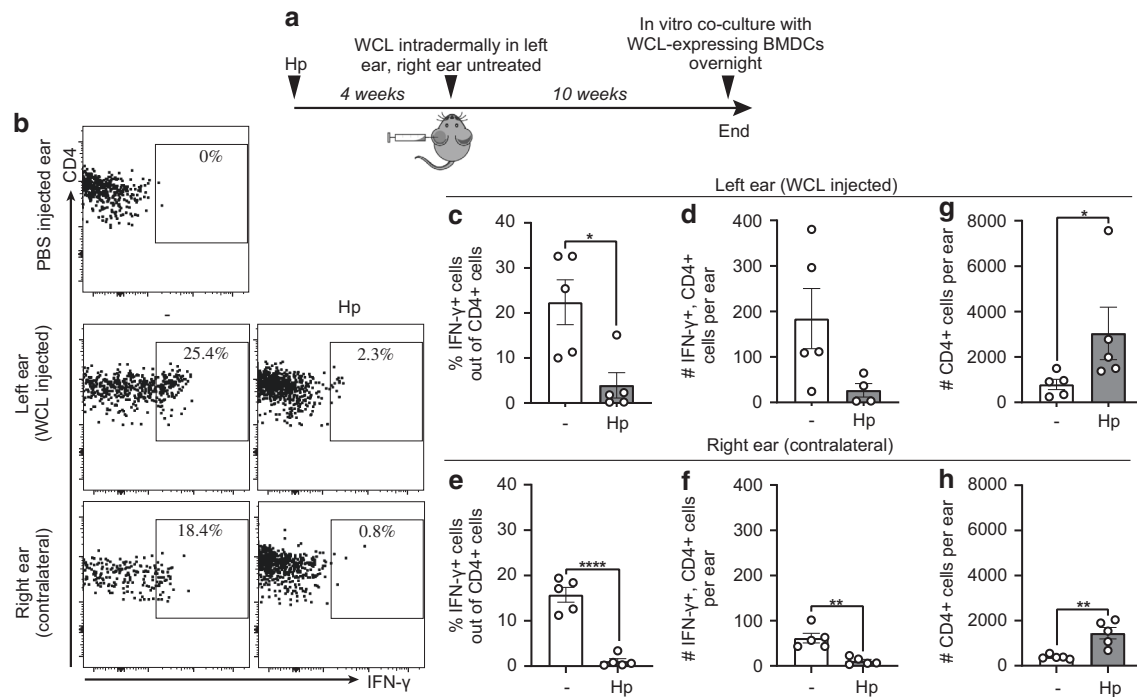 a
In vitro co-culture with
WCL-expressing BMDCs
overnight
WCL intradermally in left
ear, right ear untreated
Hp
4 weeks
10 weeks
End
b
CD4
PBS injected ear
0%
-
Hp
Left ear
(WCL injected)
25.4%
2.3%
Right ear
(contralateral)
18.4%
0.8%
IFN-γ
Left ear (WCL injected)
c
% IFN-γ+ cells
out of CD4+ cells
40
30
20
10
0
*
-
Hp
d
# IFN-γ+, CD4+
cells per ear
400
300
200
100
0
-
Hp
g
# CD4+ cells per ear
8000
6000
4000
2000
0
*
-
Hp
Right ear (contralateral)
e
% IFN-γ+ cells
out of CD4+ cells
40
30
20
10
0
****
-
Hp
f
# IFN-γ+, CD4+ cells
per ear
400
300
200
100
0
**
-
Hp
h
# CD4+ cells per ear
8000
6000
4000
2000
0
**
-
Hp